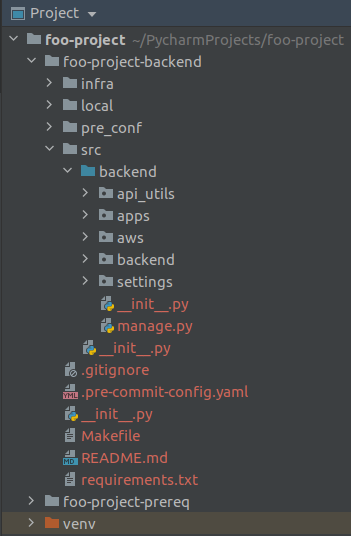 Project
foo-project ~/PycharmProjects/foo-project
foo-project-backend
infra
local
pre_conf
src
backend
api_utils
apps
aws
backend
settings
__init__.py
manage.py
__init__.py
.gitignore
.pre-commit-config.yaml
__init__.py
Makefile
README.md
requirements.txt
foo-project-prereq
venv